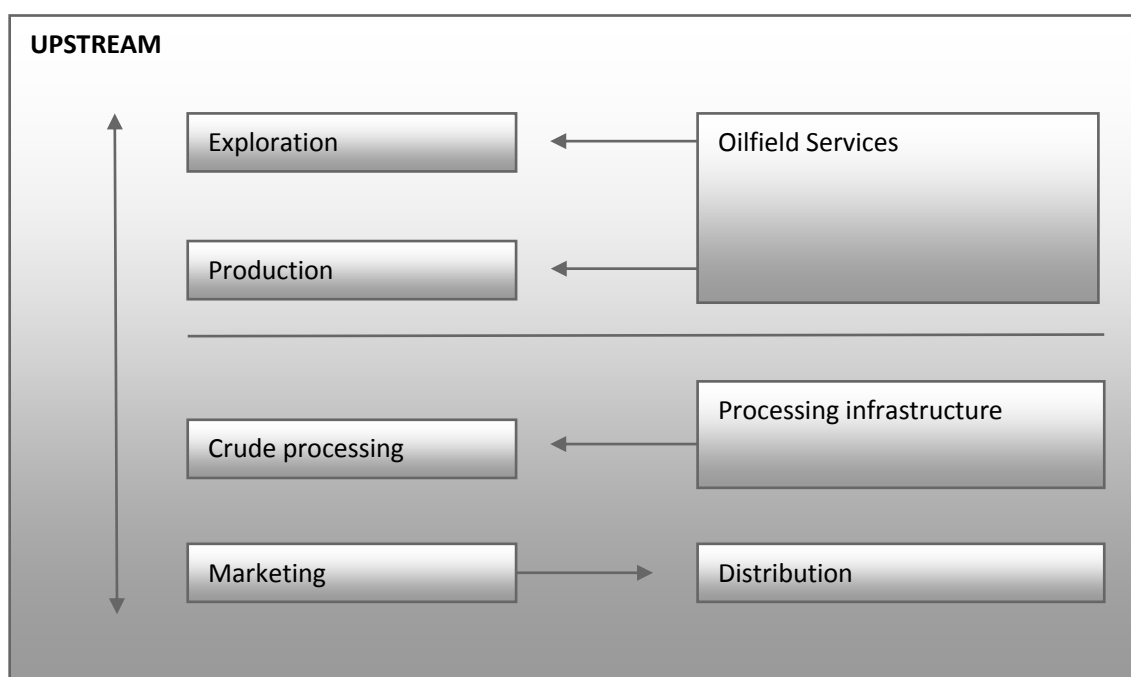 UPSTREAM
Exploration
Oilfield Services
Production
Processing infrastructure
Crude processing
Marketing
Distribution